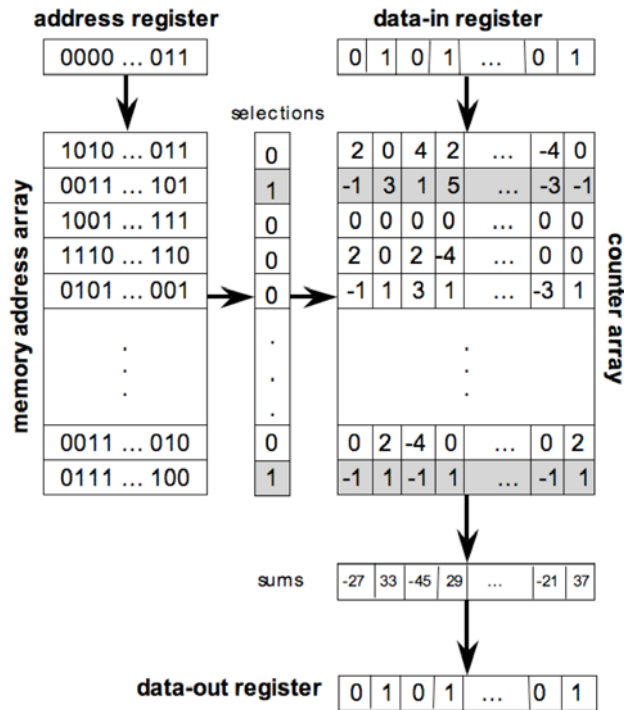 address register data-in register
0000 ... 011 0 1 0 1 ... 0 1
selections
memory address array
counter array
1010 ... 011 0 2 0 4 2 ... -4 0
0011 ... 101 1 -1 3 1 5 ... -3 -1
1001 ... 111 0 0 0 0 0 ... 0 0
1110 ... 110 0 2 0 2 -4 ... 0 0
0101 ... 001 0 -1 1 3 1 ... -3 1
0011 ... 010 0 0 2 -4 0 ... 0 2
0111 ... 100 1 -1 1 -1 1 ... -1 1
sums -27 33 -45 29 ... -21 37
data-out register 0 1 0 1 ... 0 1